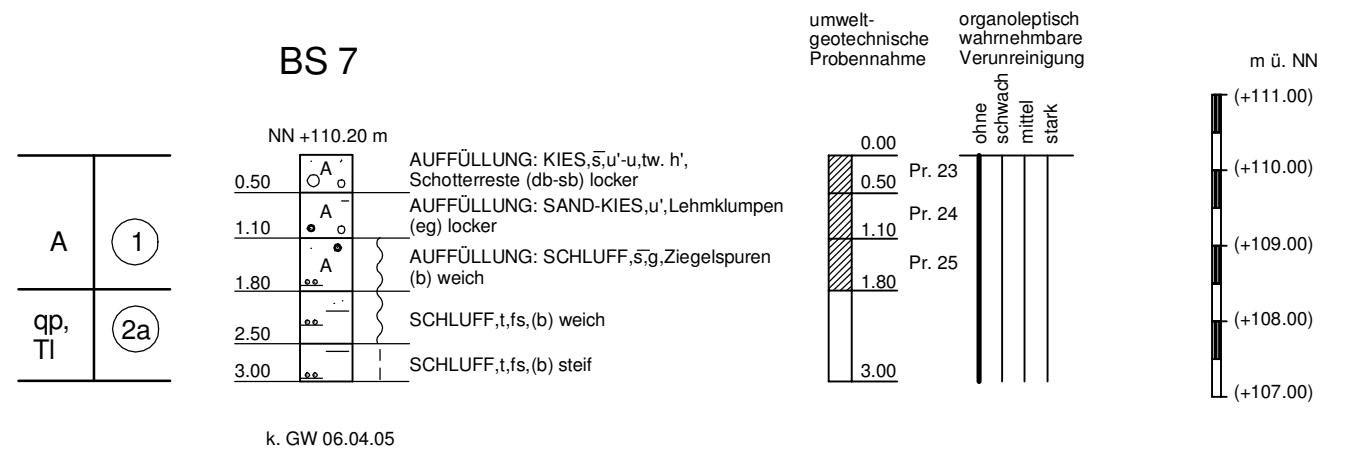 BS 7
umwelt-
geotechnische
Probennahme
organoleptisch
wahrnehmbare
Verunreinigung
ohne
schwach
mittel
stark
m ü. NN
(+111.00)
(+110.00)
(+109.00)
(+108.00)
(+107.00)
NN +110.20 m
A
1
qp,
Tl
2a
0.50
A
AUFFÜLLUNG: KIES,s̅,u'-u,tw. h',
Schotterreste (db-sb) locker
1.10
A
AUFFÜLLUNG: SAND-KIES,u',Lehmklumpen
(eg) locker
1.80
A
AUFFÜLLUNG: SCHLUFF,s̅,g,Ziegelspuren
(b) weich
2.50
SCHLUFF,t,fs,(b) weich
3.00
SCHLUFF,t,fs,(b) steif
0.00
0.50
Pr. 23
1.10
Pr. 24
1.80
Pr. 25
3.00
k. GW 06.04.05